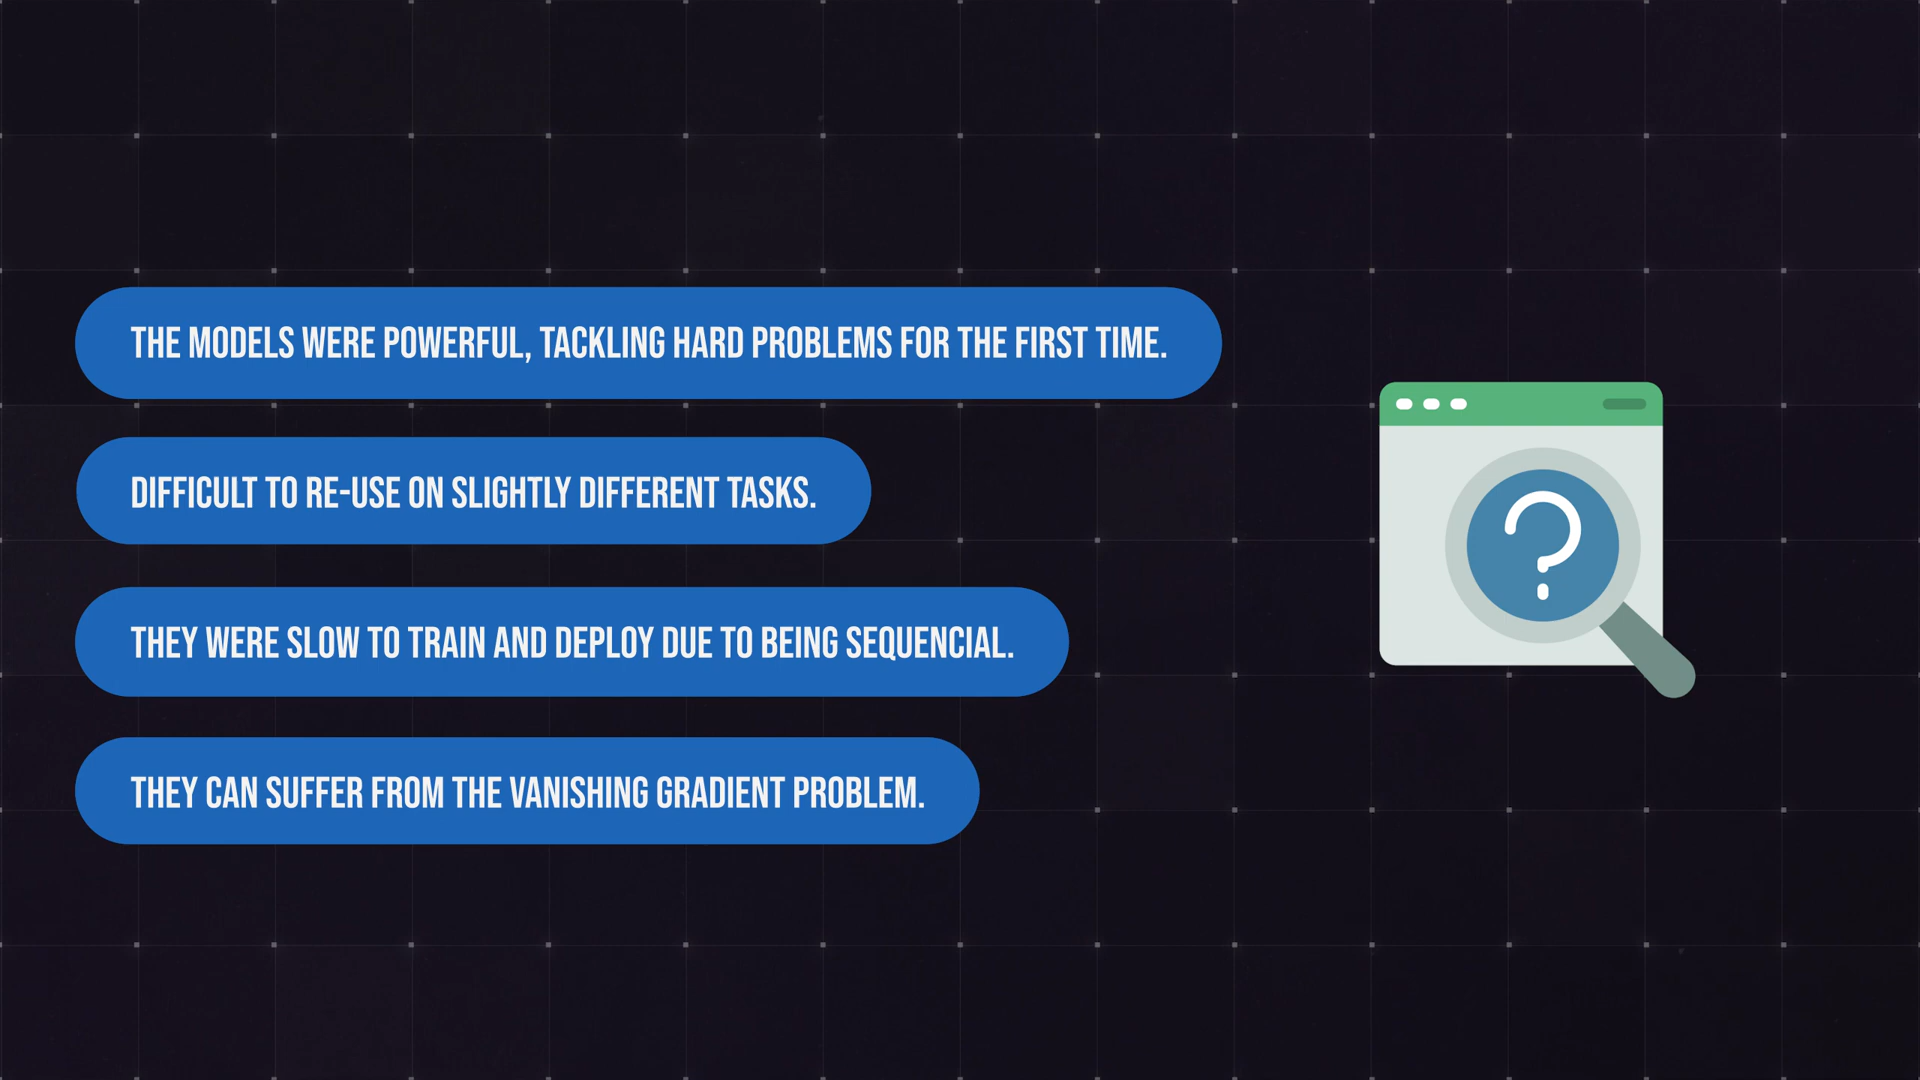 THE MODELS WERE POWERFUL, TACKLING HARD PROBLEMS FOR THE FIRST TIME.
DIFFICULT TO RE-USE ON SLIGHTLY DIFFERENT TASKS.
THEY WERE SLOW TO TRAIN AND DEPLOY DUE TO BEING SEQUENCIAL.
THEY CAN SUFFER FROM THE VANISHING GRADIENT PROBLEM.
?